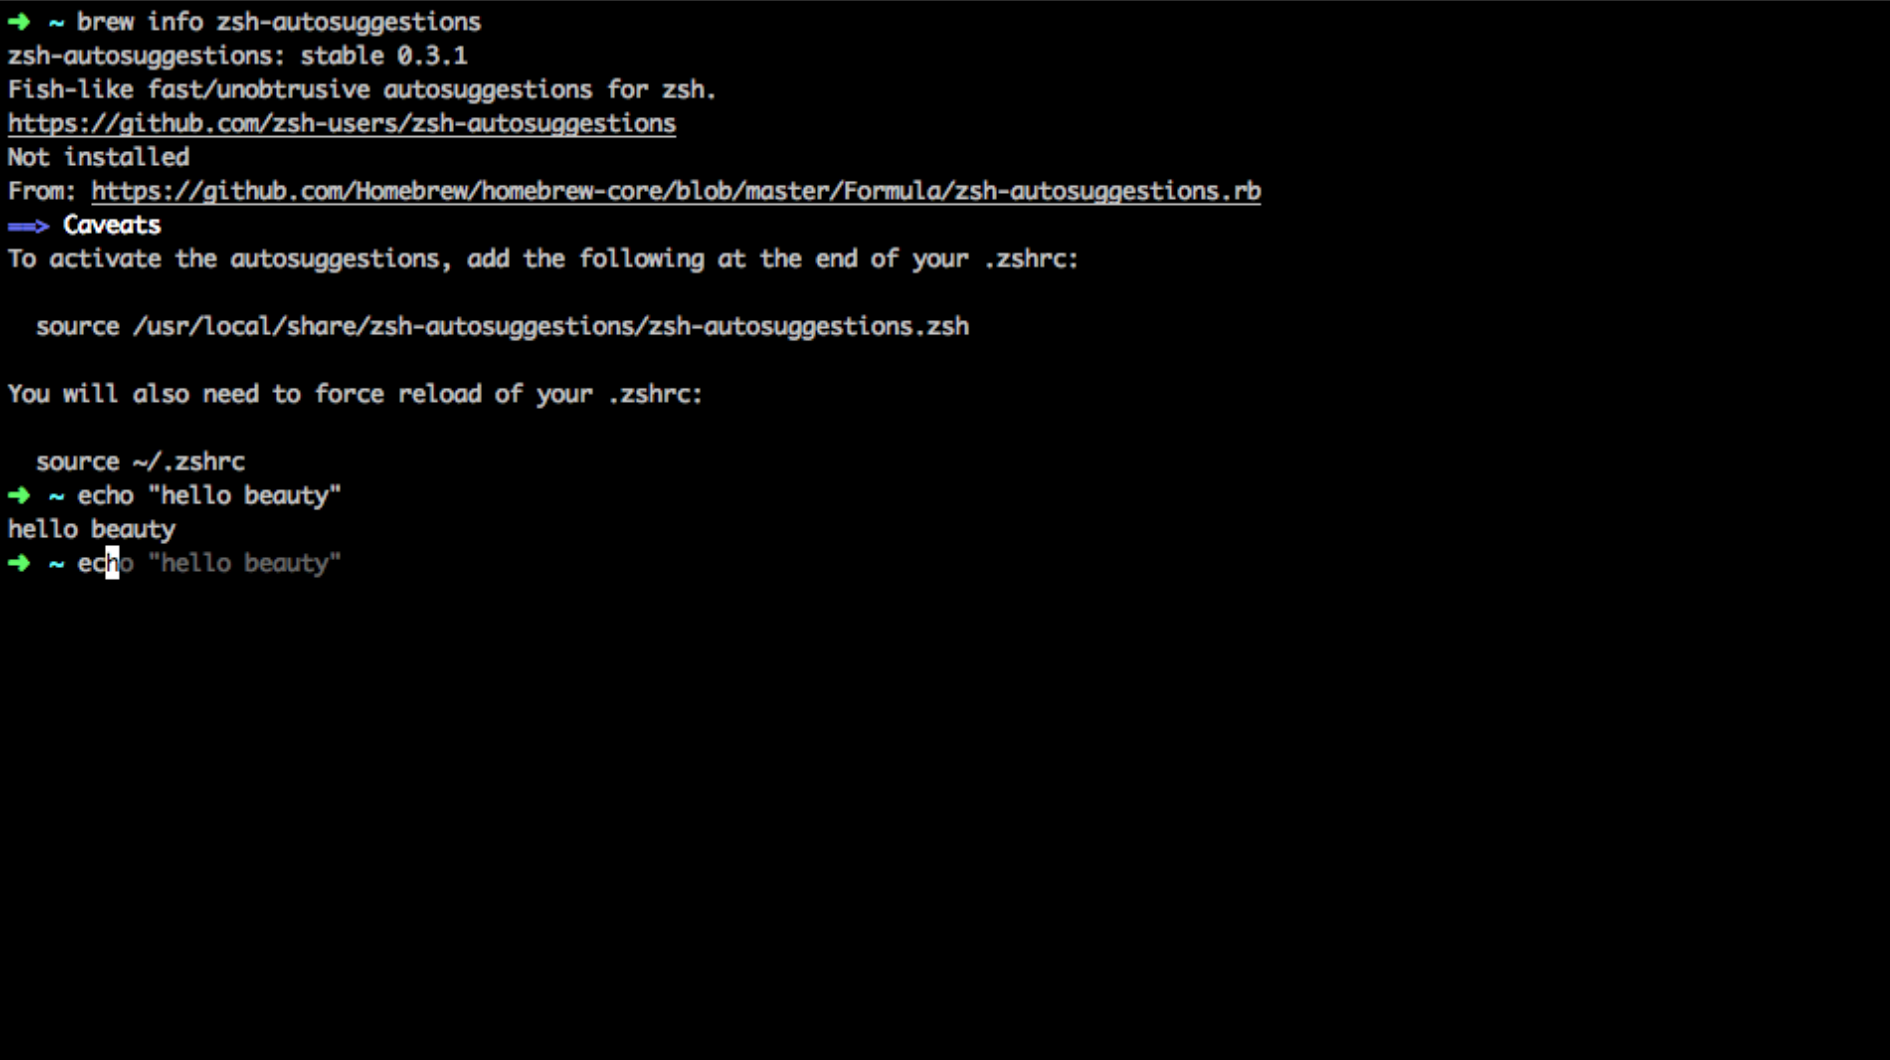 ➜ ~ brew info zsh-autosuggestions
zsh-autosuggestions: stable 0.3.1
Fish-like fast/unobtrusive autosuggestions for zsh.
https://github.com/zsh-users/zsh-autosuggestions
Not installed
From: https://github.com/Homebrew/homebrew-core/blob/master/Formula/zsh-autosuggestions.rb
==> Caveats
To activate the autosuggestions, add the following at the end of your .zshrc:
source /usr/local/share/zsh-autosuggestions/zsh-autosuggestions.zsh
You will also need to force reload of your .zshrc:
source ~/.zshrc
➜ ~ echo "hello beauty"
hello beauty
➜ ~ echo "hello beauty"